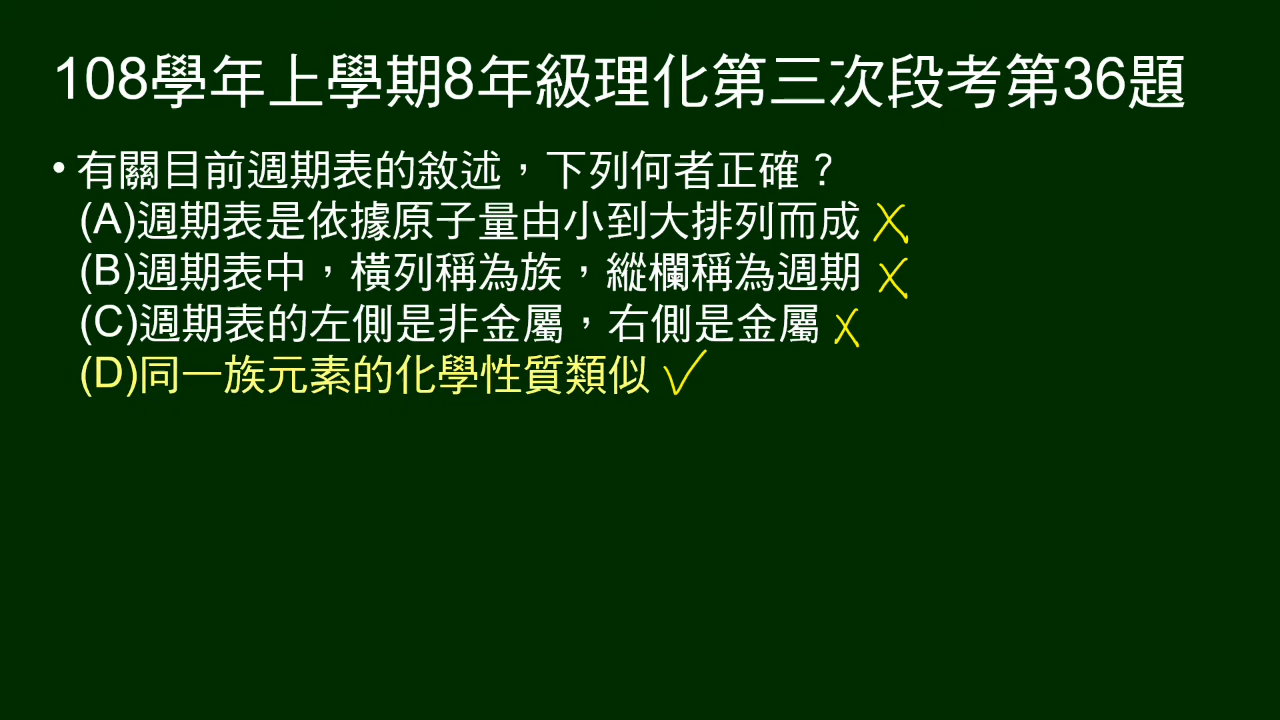 108學年上學期8年級理化第三次段考第36題
• 有關目前週期表的敘述，下列何者正確？
(A)週期表是依據原子量由小到大排列而成 ╳
(B)週期表中，橫列稱為族，縱欄稱為週期 ╳
(C)週期表的左側是非金屬，右側是金屬 ╳
(D)同一族元素的化學性質類似 ✓